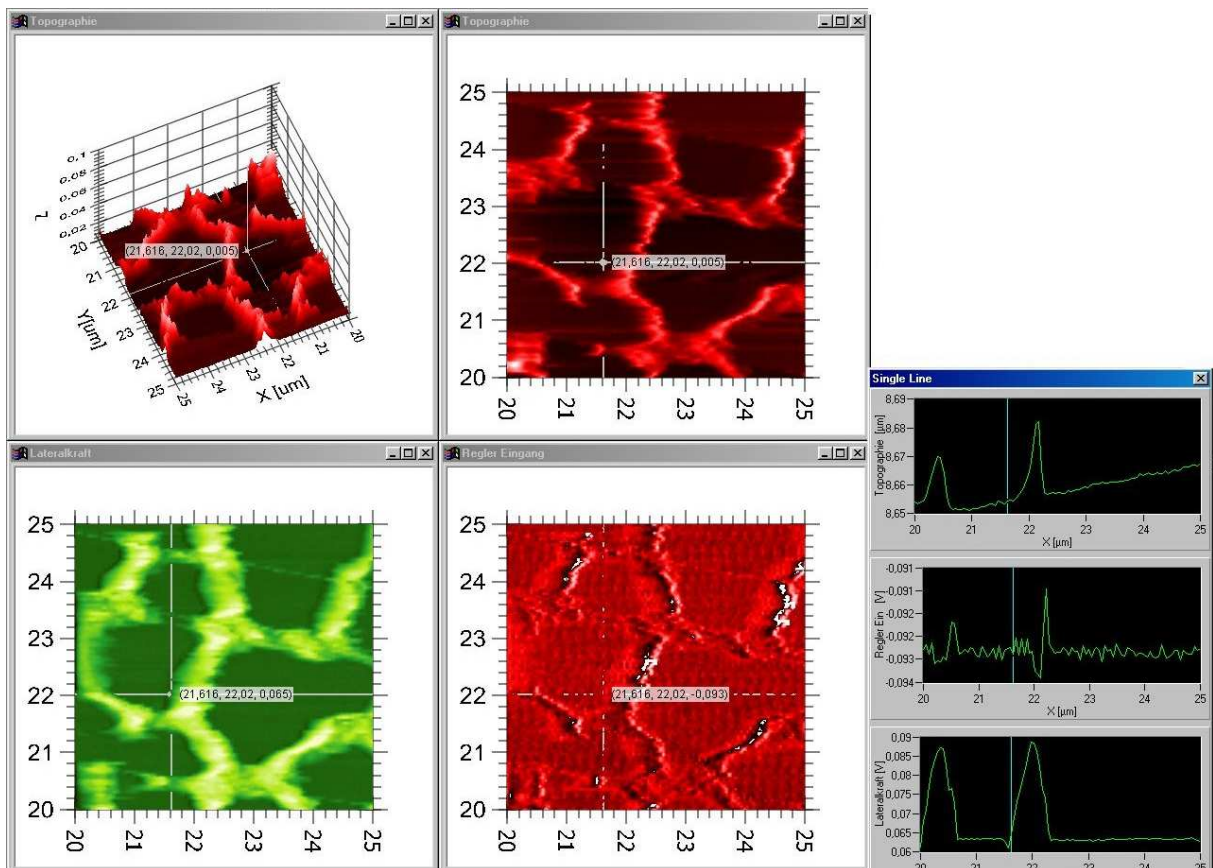 Topographie
0,1
0,08
0,06
0,04
0,02
Z
(21,616, 22,02, 0,005)
20
21
22
23
24
25
Y[µm]
25
24
23
22
21
20
X [µm]
Topographie
25
24
23
22
21
20
(21,616, 22,02, 0,005)
20 21 22 23 24 25
Lateralkraft
25
24
23
22
21
20
(21,616, 22,02, 0,065)
20 21 22 23 24 25
Regler Eingang
25
24
23
22
21
20
(21,616, 22,02, -0,093)
20 21 22 23 24 25
Single Line
Topographie [µm]
8,69
8,68
8,67
8,66
8,65
20 21 22 23 24 25
X [µm]
Regler Ein. [V]
-0,091
-0,092
-0,092
-0,093
-0,094
20 21 22 23 24 25
X [µm]
Lateralkraft [V]
0,09
0,085
0,08
0,075
0,07
0,065
0,06
20 21 22 23 24 25
X [µm]